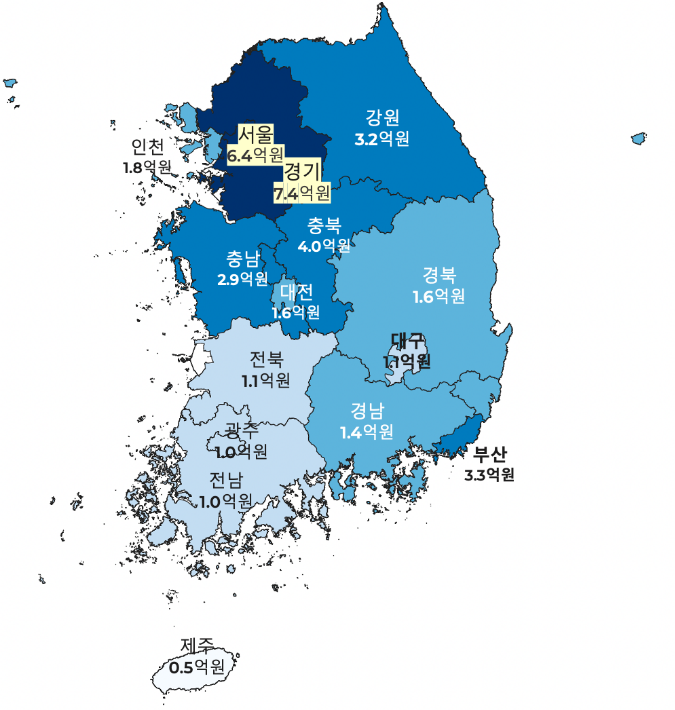 강원
3.2억원
서울
6.4억원
인천
1.8억원
경기
7.4억원
충북
4.0억원
충남
2.9억원
경북
1.6억원
대전
1.6억원
대구
1.1억원
전북
1.1억원
경남
1.4억원
광주
1.0억원
부산
3.3억원
전남
1.0억원
제주
0.5억원